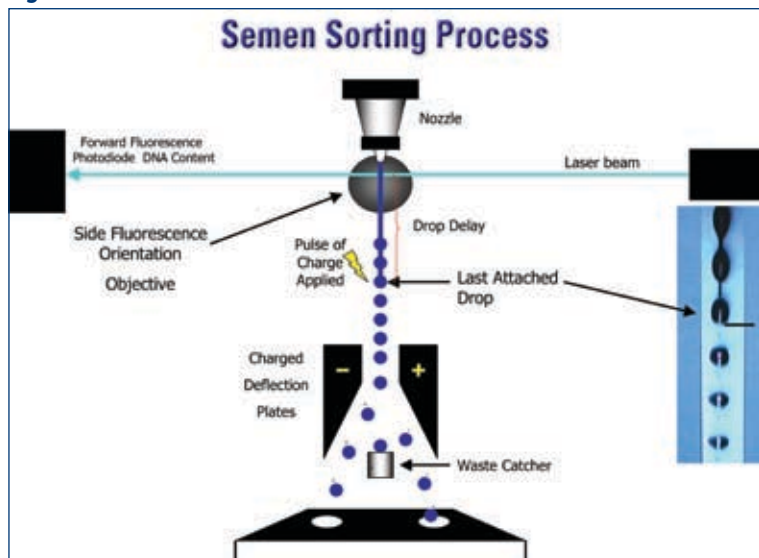 Semen Sorting Process
Nozzle
Forward Fluorescence
Photodiode DNA Content
Laser beam
Side Fluorescence
Orientation
Objective
Drop Delay
Pulse of
Charge
Applied
Last Attached
Drop
Charged
Deflection
Plates
-
+
Waste Catcher